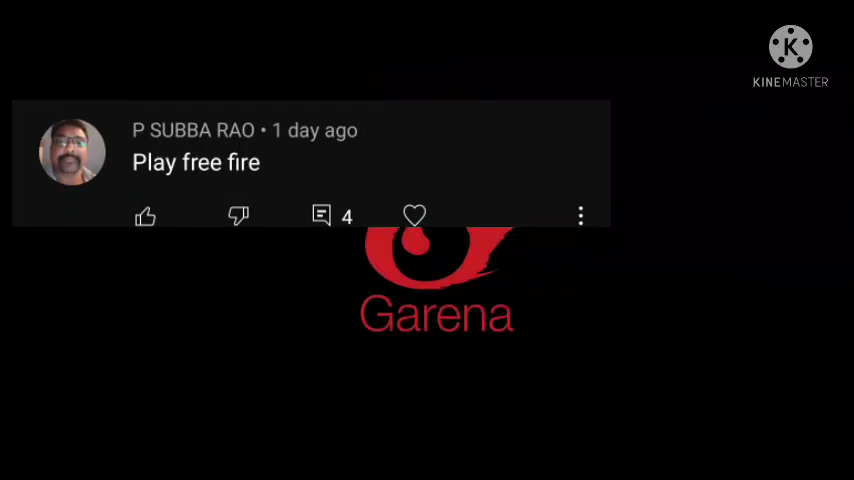 KINEMASTER
P SUBBA RAO • 1 day ago
Play free fire
4
Garena